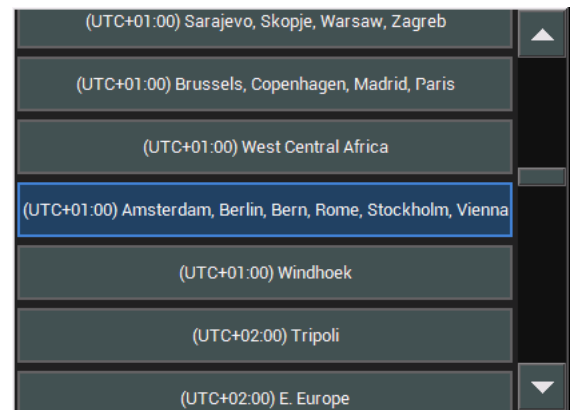 (UTC+01:00) Sarajevo, Skopje, Warsaw, Zagreb
(UTC+01:00) Brussels, Copenhagen, Madrid, Paris
(UTC+01:00) West Central Africa
(UTC+01:00) Amsterdam, Berlin, Bern, Rome, Stockholm, Vienna
(UTC+01:00) Windhoek
(UTC+02:00) Tripoli
(UTC+02:00) E. Europe